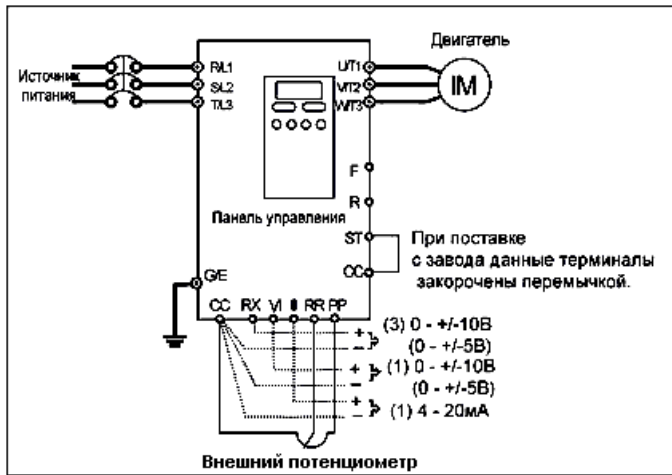 Двигатель
Источник
питания
R/L1
S/L2
T/L3
U/T1
V/T2
W/T3
IM
F
R
Панель управления
ST
CC
При поставке
с завода данные терминалы
закорочены перемычкой.
G/E
CC RX VI II RR PP
+ (3) 0 - +/-10В
- (0 - +/-5В)
+ (1) 0 - +/-10В
- (0 - +/-5В)
+
- (1) 4 - 20мА
Внешний потенциометр